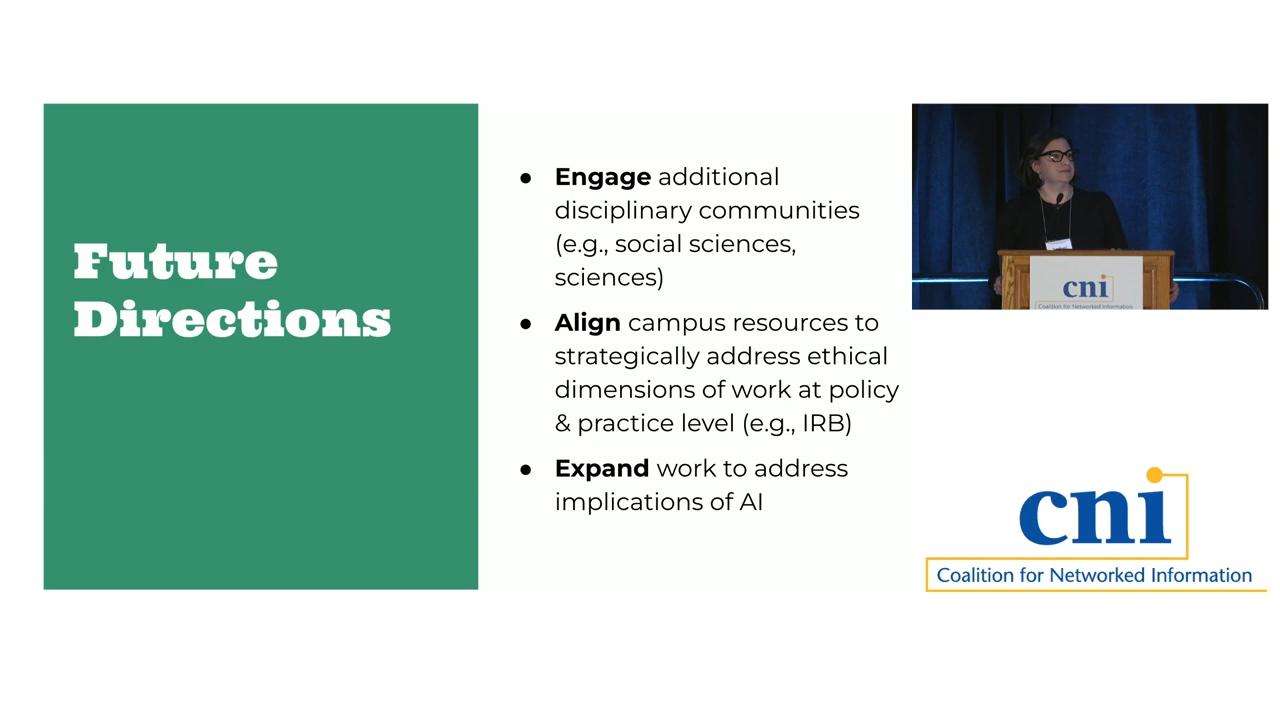 Future
Directions
● Engage additional
disciplinary communities
(e.g., social sciences,
sciences)
● Align campus resources to
strategically address ethical
dimensions of work at policy
& practice level (e.g., IRB)
● Expand work to address
implications of AI
cni
Coalition for Networked Information
cni
Coalition for Networked Information